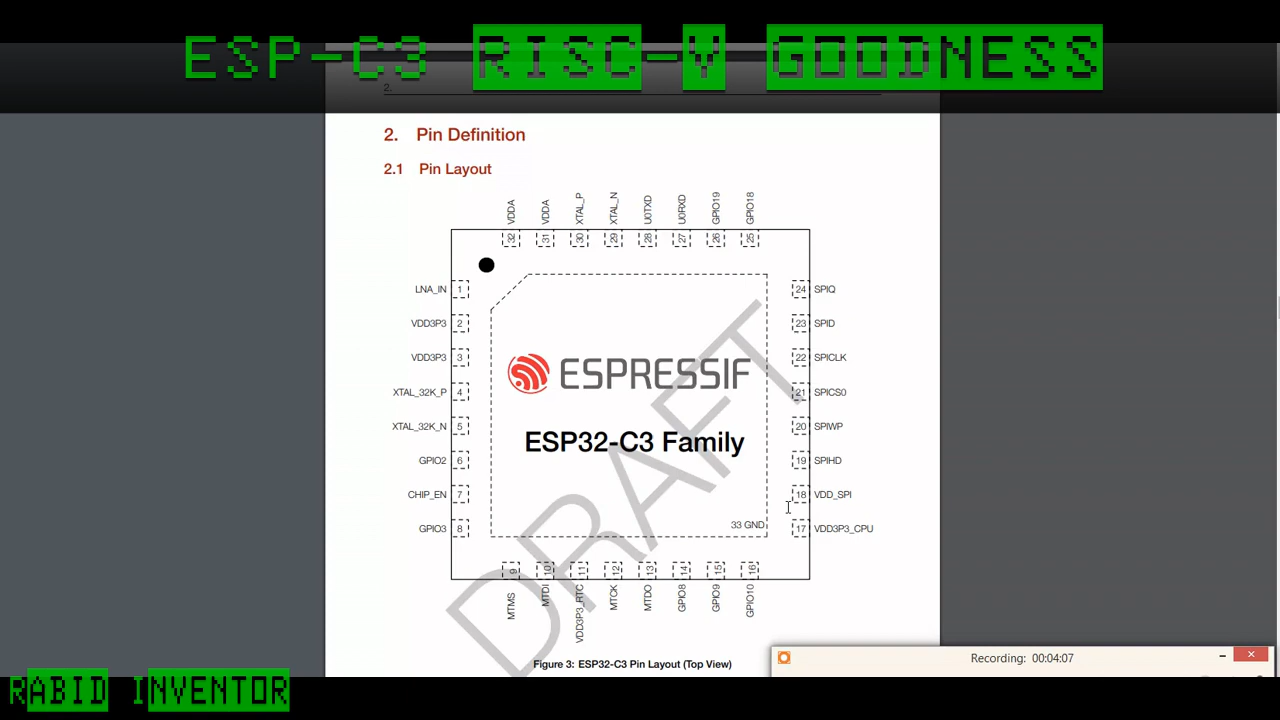 ESP-C3 RISC-V GOODNESS
2.
2. Pin Definition
2.1 Pin Layout
VDDA
VDDA
XTAL_P
XTAL_N
U0TXD
U0RXD
GPIO19
GPIO18
32 31 30 29 28 27 26 25
LNA_IN 1
VDD3P3 2
VDD3P3 3
XTAL_32K_P 4
XTAL_32K_N 5
GPIO2 6
CHIP_EN 7
GPIO3 8
24 SPIQ
23 SPID
22 SPICLK
21 SPICS0
20 SPIWP
19 SPIHD
18 VDD_SPI
17 VDD3P3_CPU
ESPRESSIF
ESP32-C3 Family
33 GND
DRAFT
9 10 11 12 13 14 15 16
MTMS
MTDI
VDD3P3_RTC
MTCK
MTDO
GPIO8
GPIO9
GPIO10
Figure 3: ESP32-C3 Pin Layout (Top View)
Recording: 00:04:07
RABID INVENTOR